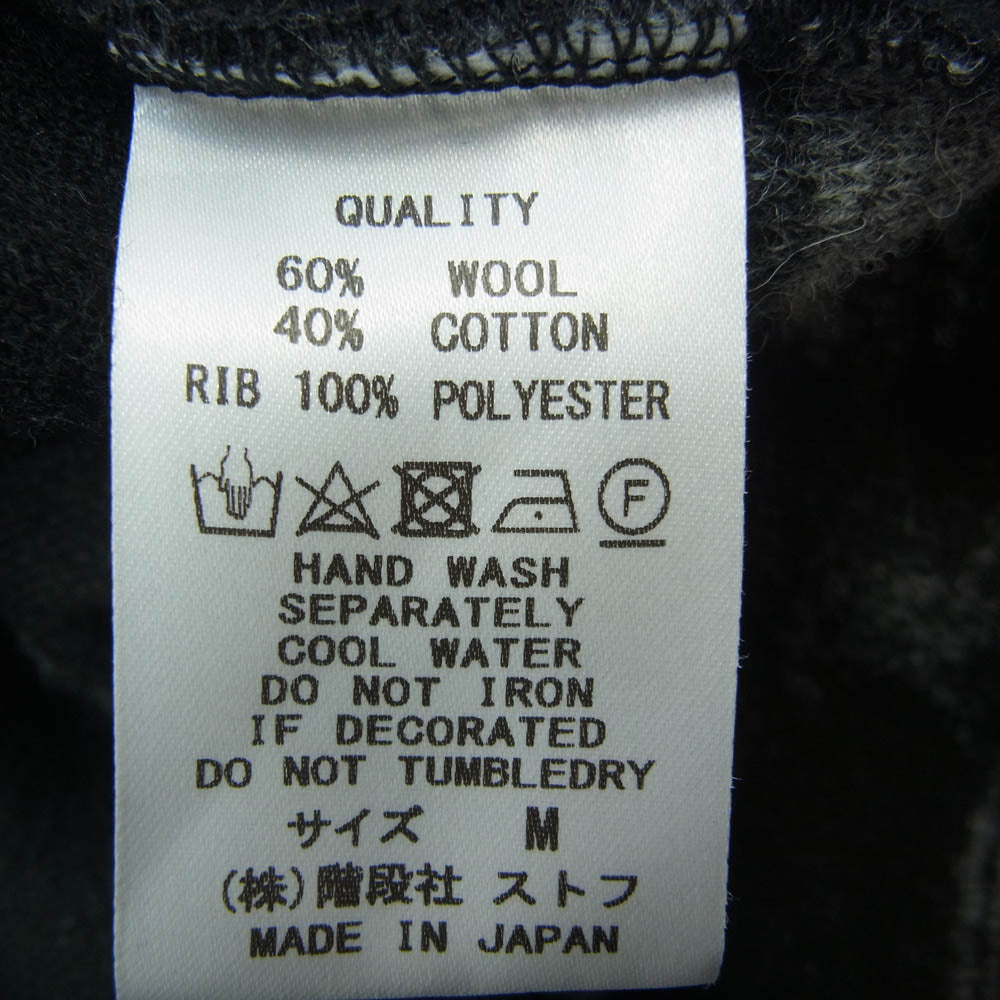 QUALITY
60% WOOL
40% COTTON
RIB 100% POLYESTER
F
HAND WASH
SEPARATELY
COOL WATER
DO NOT IRON
IF DECORATED
DO NOT TUMBLEDRY
サイズ M
(株)階段社 ストフ
MADE IN JAPAN